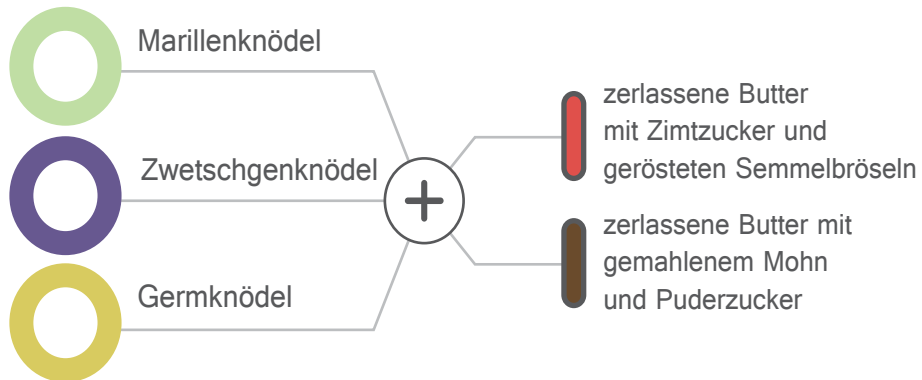 Marillenknödel
Zwetschgenknödel
Germknödel
+
zerlassene Butter
mit Zimtzucker und
gerösteten Semmelbröseln
zerlassene Butter mit
gemahlenem Mohn
und Puderzucker